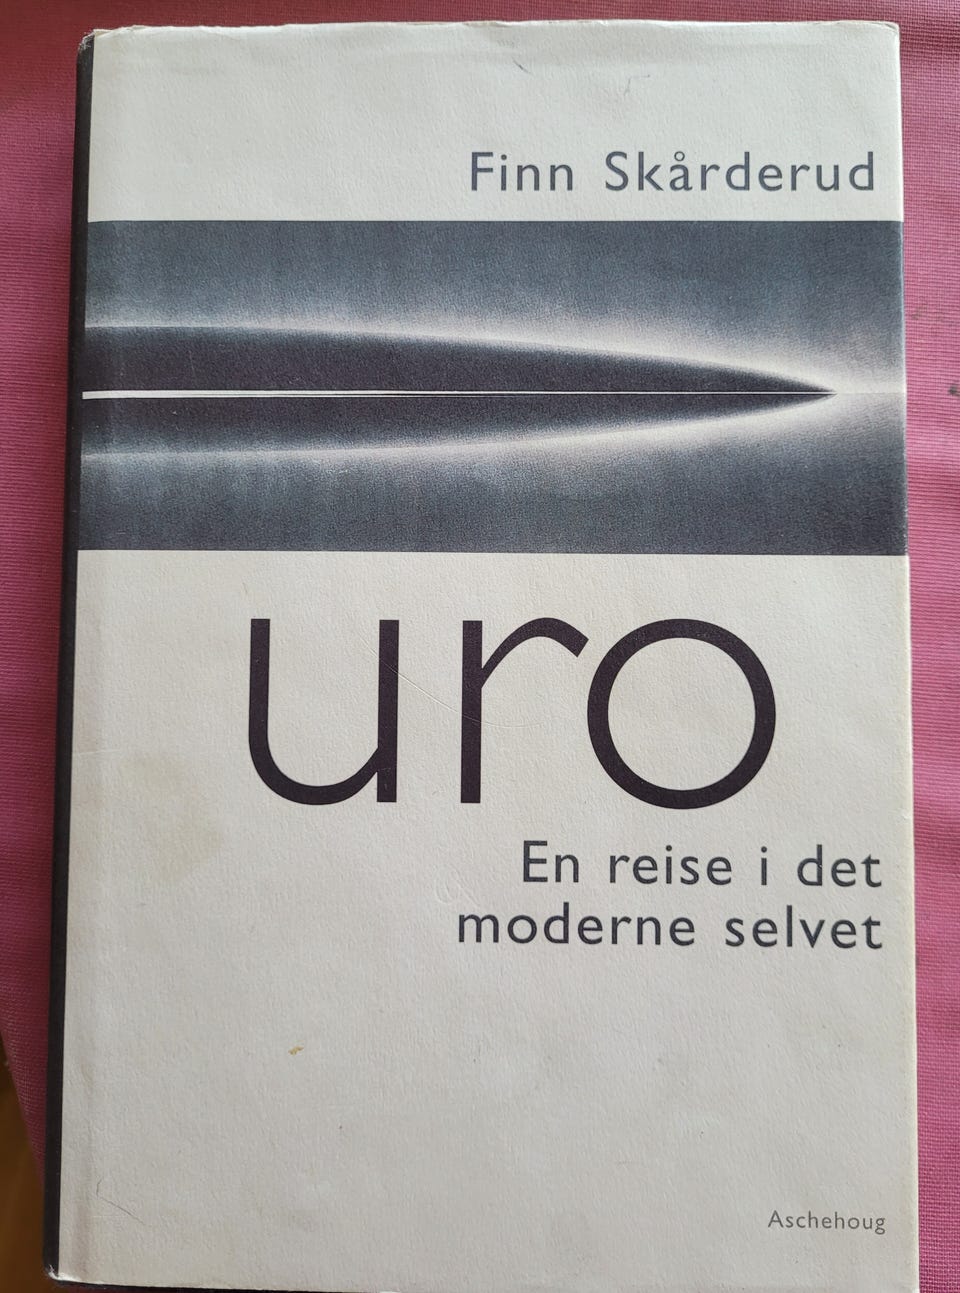 Finn Skårderud
uro
En reise i det
moderne selvet
Aschehoug